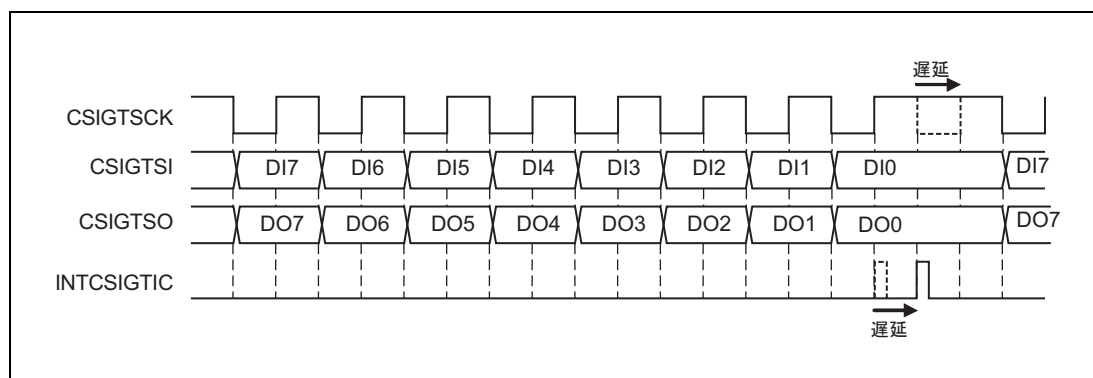 遅延
CSIGTSCK
CSIGTSI DI7 DI6 DI5 DI4 DI3 DI2 DI1 DI0 DI7
CSIGTSO DO7 DO6 DO5 DO4 DO3 DO2 DO1 DO0 DO7
INTCSIGTIC
遅延